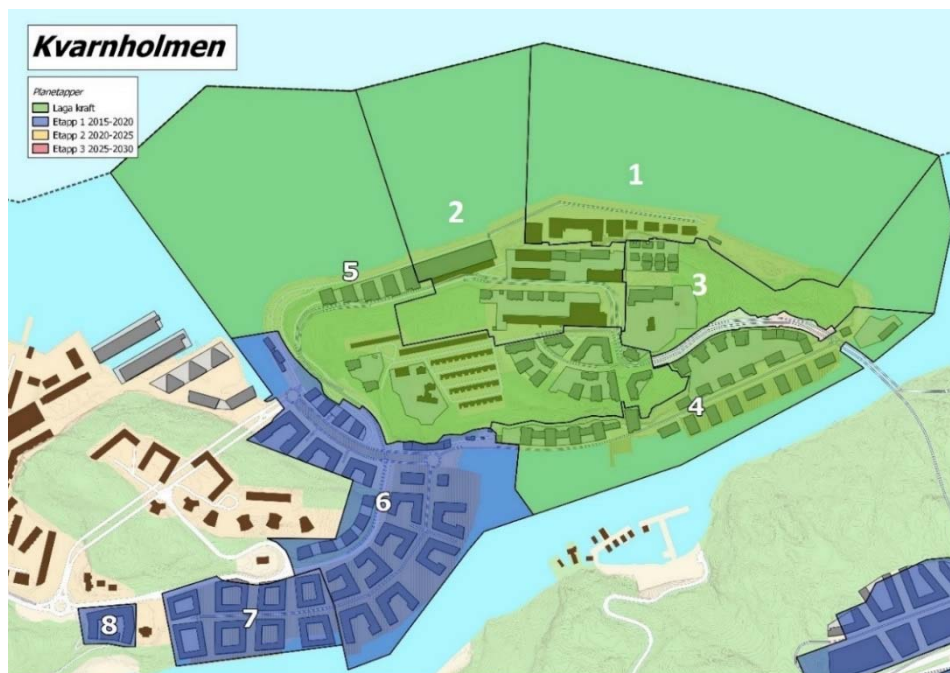 Kvarnholmen
Planetapper
Laga kraft
Etapp 1 2015-2020
Etapp 2 2020-2025
Etapp 3 2025-2030
1
2
5
3
4
6
7
8